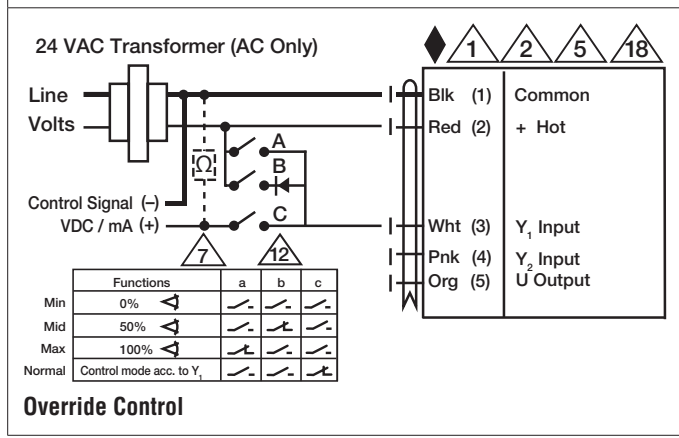 24 VAC Transformer (AC Only)
1 2 5 18
Line
Volts
Blk (1) Common
Red (2) + Hot
A
B
Ω
Control Signal (–)
VDC / mA (+)
C
Wht (3) Y1 Input
Pnk (4) Y2 Input
Org (5) U Output
7 12
Functions a b c
Min 0%
Mid 50%
Max 100%
Normal Control mode acc. to Y1
Override Control